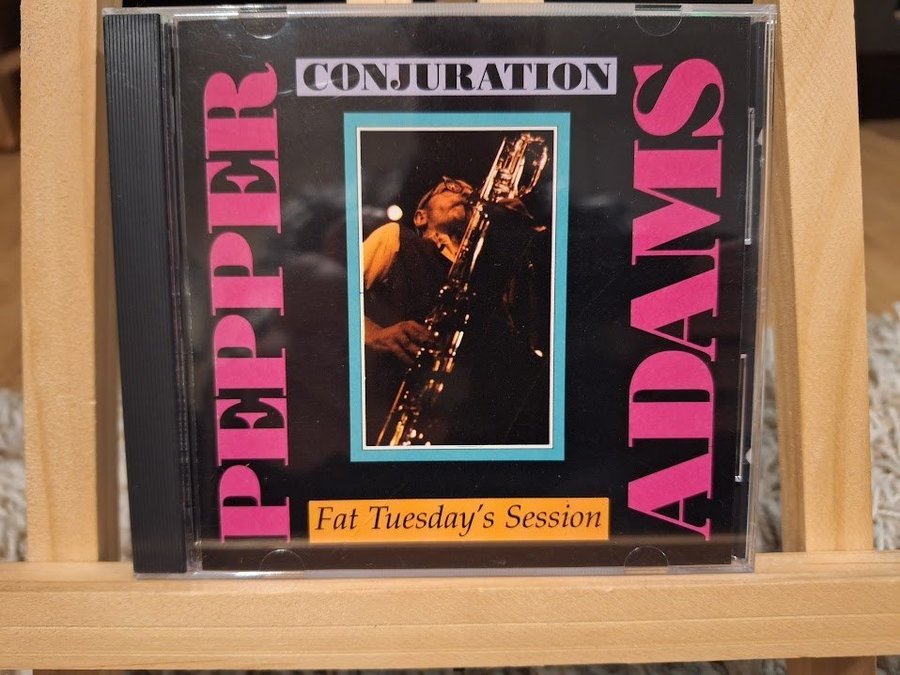 PEPPER
CONJURATION
ADAMS
Fat Tuesday's Session